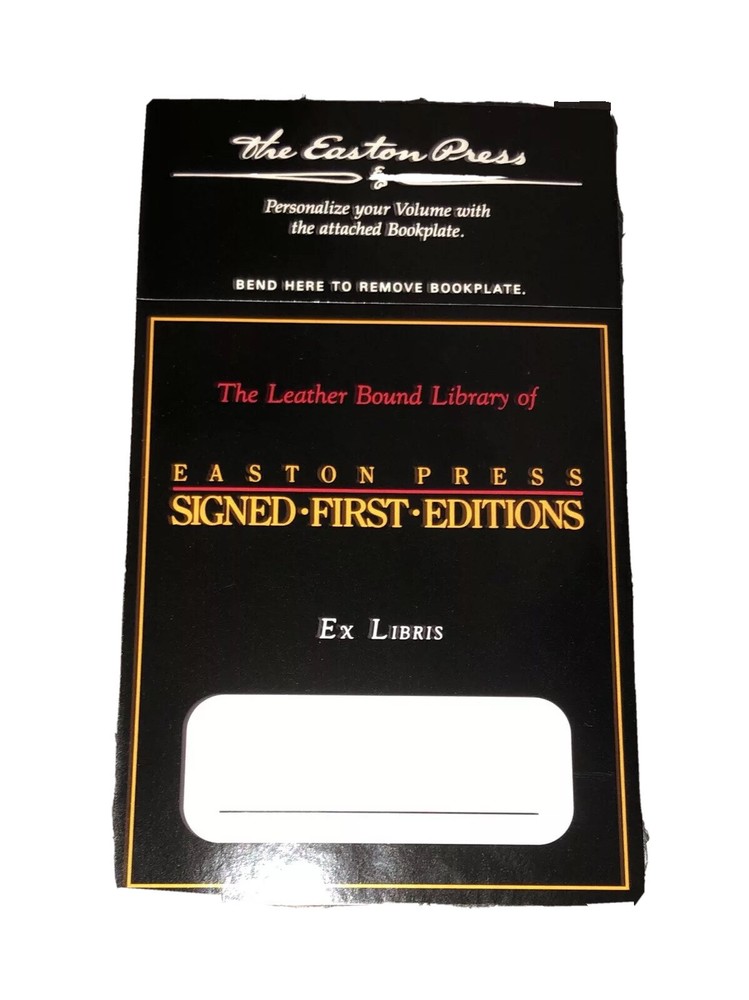 The Easton Press
Personalize your Volume with
the attached Bookplate.
BEND HERE TO REMOVE BOOKPLATE.
The Leather Bound Library of
EASTON PRESS
SIGNED·FIRST·EDITIONS
EX LIBRIS